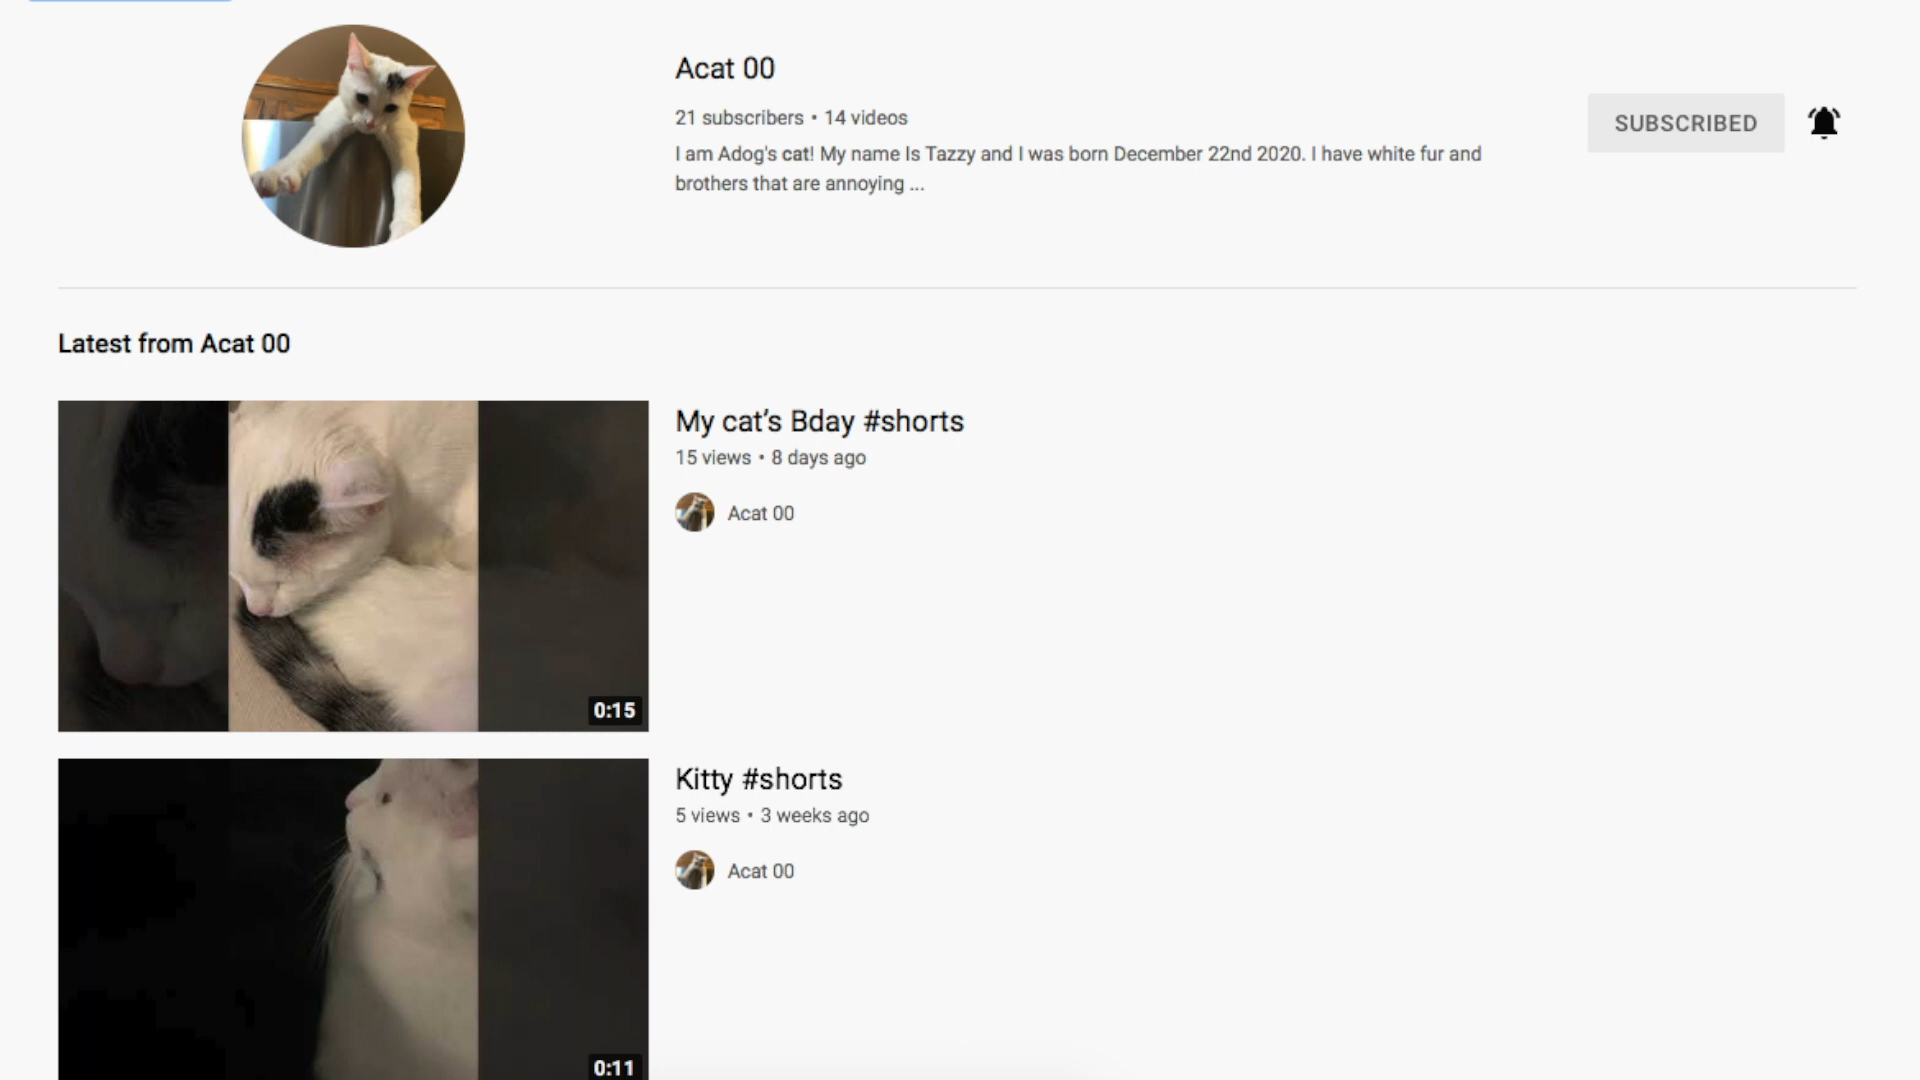 Acat 00
21 subscribers • 14 videos
I am Adog's cat! My name Is Tazzy and I was born December 22nd 2020. I have white fur and
brothers that are annoying ...
SUBSCRIBED
Latest from Acat 00
My cat’s Bday #shorts
15 views • 8 days ago
Acat 00
0:15
Kitty #shorts
5 views • 3 weeks ago
Acat 00
0:11